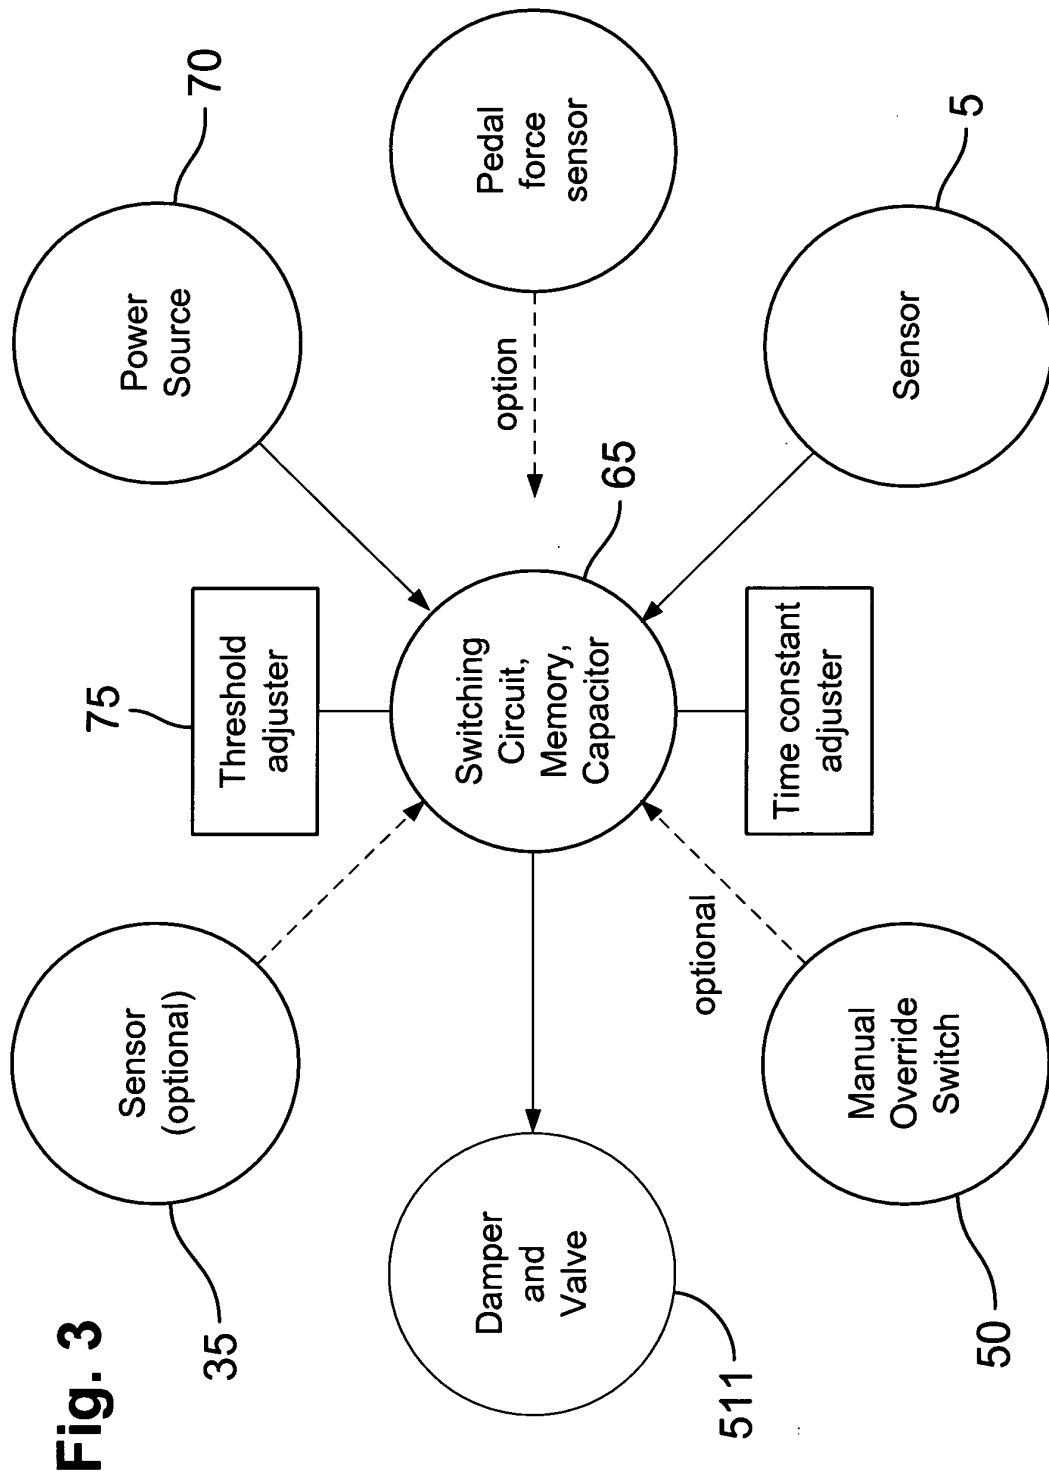 Fig. 3
35
Sensor
(optional)
75
Threshold
adjuster
70
Power
Source
511
Damper
and
Valve
Switching
Circuit,
Memory,
Capacitor
65
option
Pedal
force
sensor
50
Manual
Override
Switch
optional
Time constant
adjuster
5
Sensor